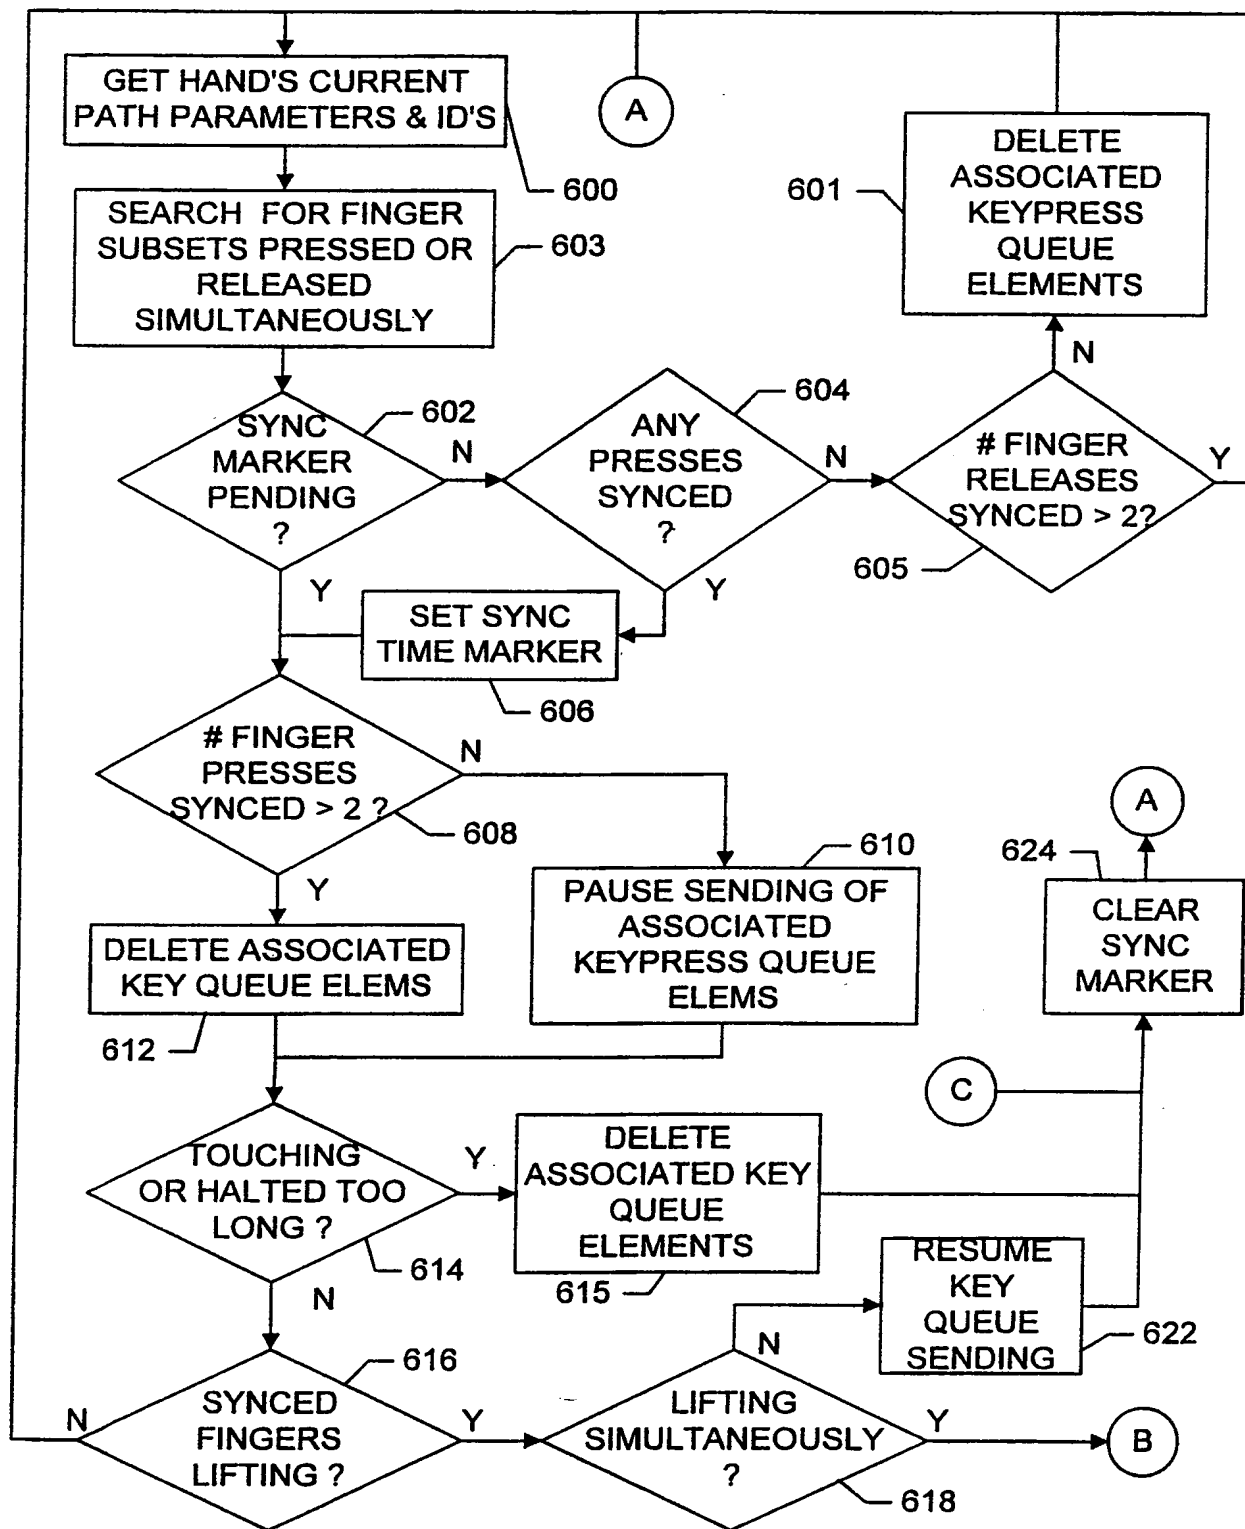 GET HAND'S CURRENT
PATH PARAMETERS & ID'S
600
A
601
DELETE
ASSOCIATED
KEYPRESS
QUEUE
ELEMENTS
SEARCH FOR FINGER
SUBSETS PRESSED OR
RELEASED
SIMULTANEOUSLY
603
SYNC
MARKER
PENDING
?
602
N
Y
ANY
PRESSES
SYNCED
?
604
N
Y
# FINGER
RELEASES
SYNCED > 2?
605
N
Y
SET SYNC
TIME MARKER
606
# FINGER
PRESSES
SYNCED > 2 ?
608
N
Y
610
PAUSE SENDING OF
ASSOCIATED
KEYPRESS QUEUE
ELEMS
DELETE ASSOCIATED
KEY QUEUE ELEMS
612
A
624
CLEAR
SYNC
MARKER
C
TOUCHING
OR HALTED TOO
LONG ?
614
Y
N
DELETE
ASSOCIATED KEY
QUEUE
ELEMENTS
615
RESUME
KEY
QUEUE
SENDING
622
SYNCED
FINGERS
LIFTING ?
616
N
Y
LIFTING
SIMULTANEOUSLY
?
618
N
Y
B